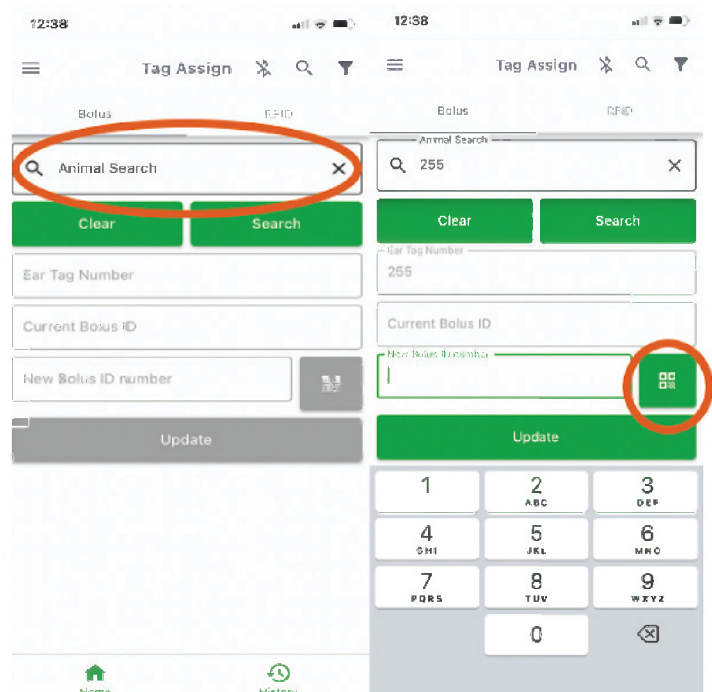 12:38
Tag Assign
Bolus
RFID
Animal Search
Clear
Search
Ear Tag Number
Current Bolus ID
New Bolus ID number
Update
Home
History
12:38
Tag Assign
Bolus
RFID
Animal Search
255
Clear
Search
Ear Tag Number
255
Current Bolus ID
New Bolus ID number
Update
1
2
ABC
3
DEF
4
GHI
5
JKL
6
MNO
7
PQRS
8
TUV
9
WXYZ
0